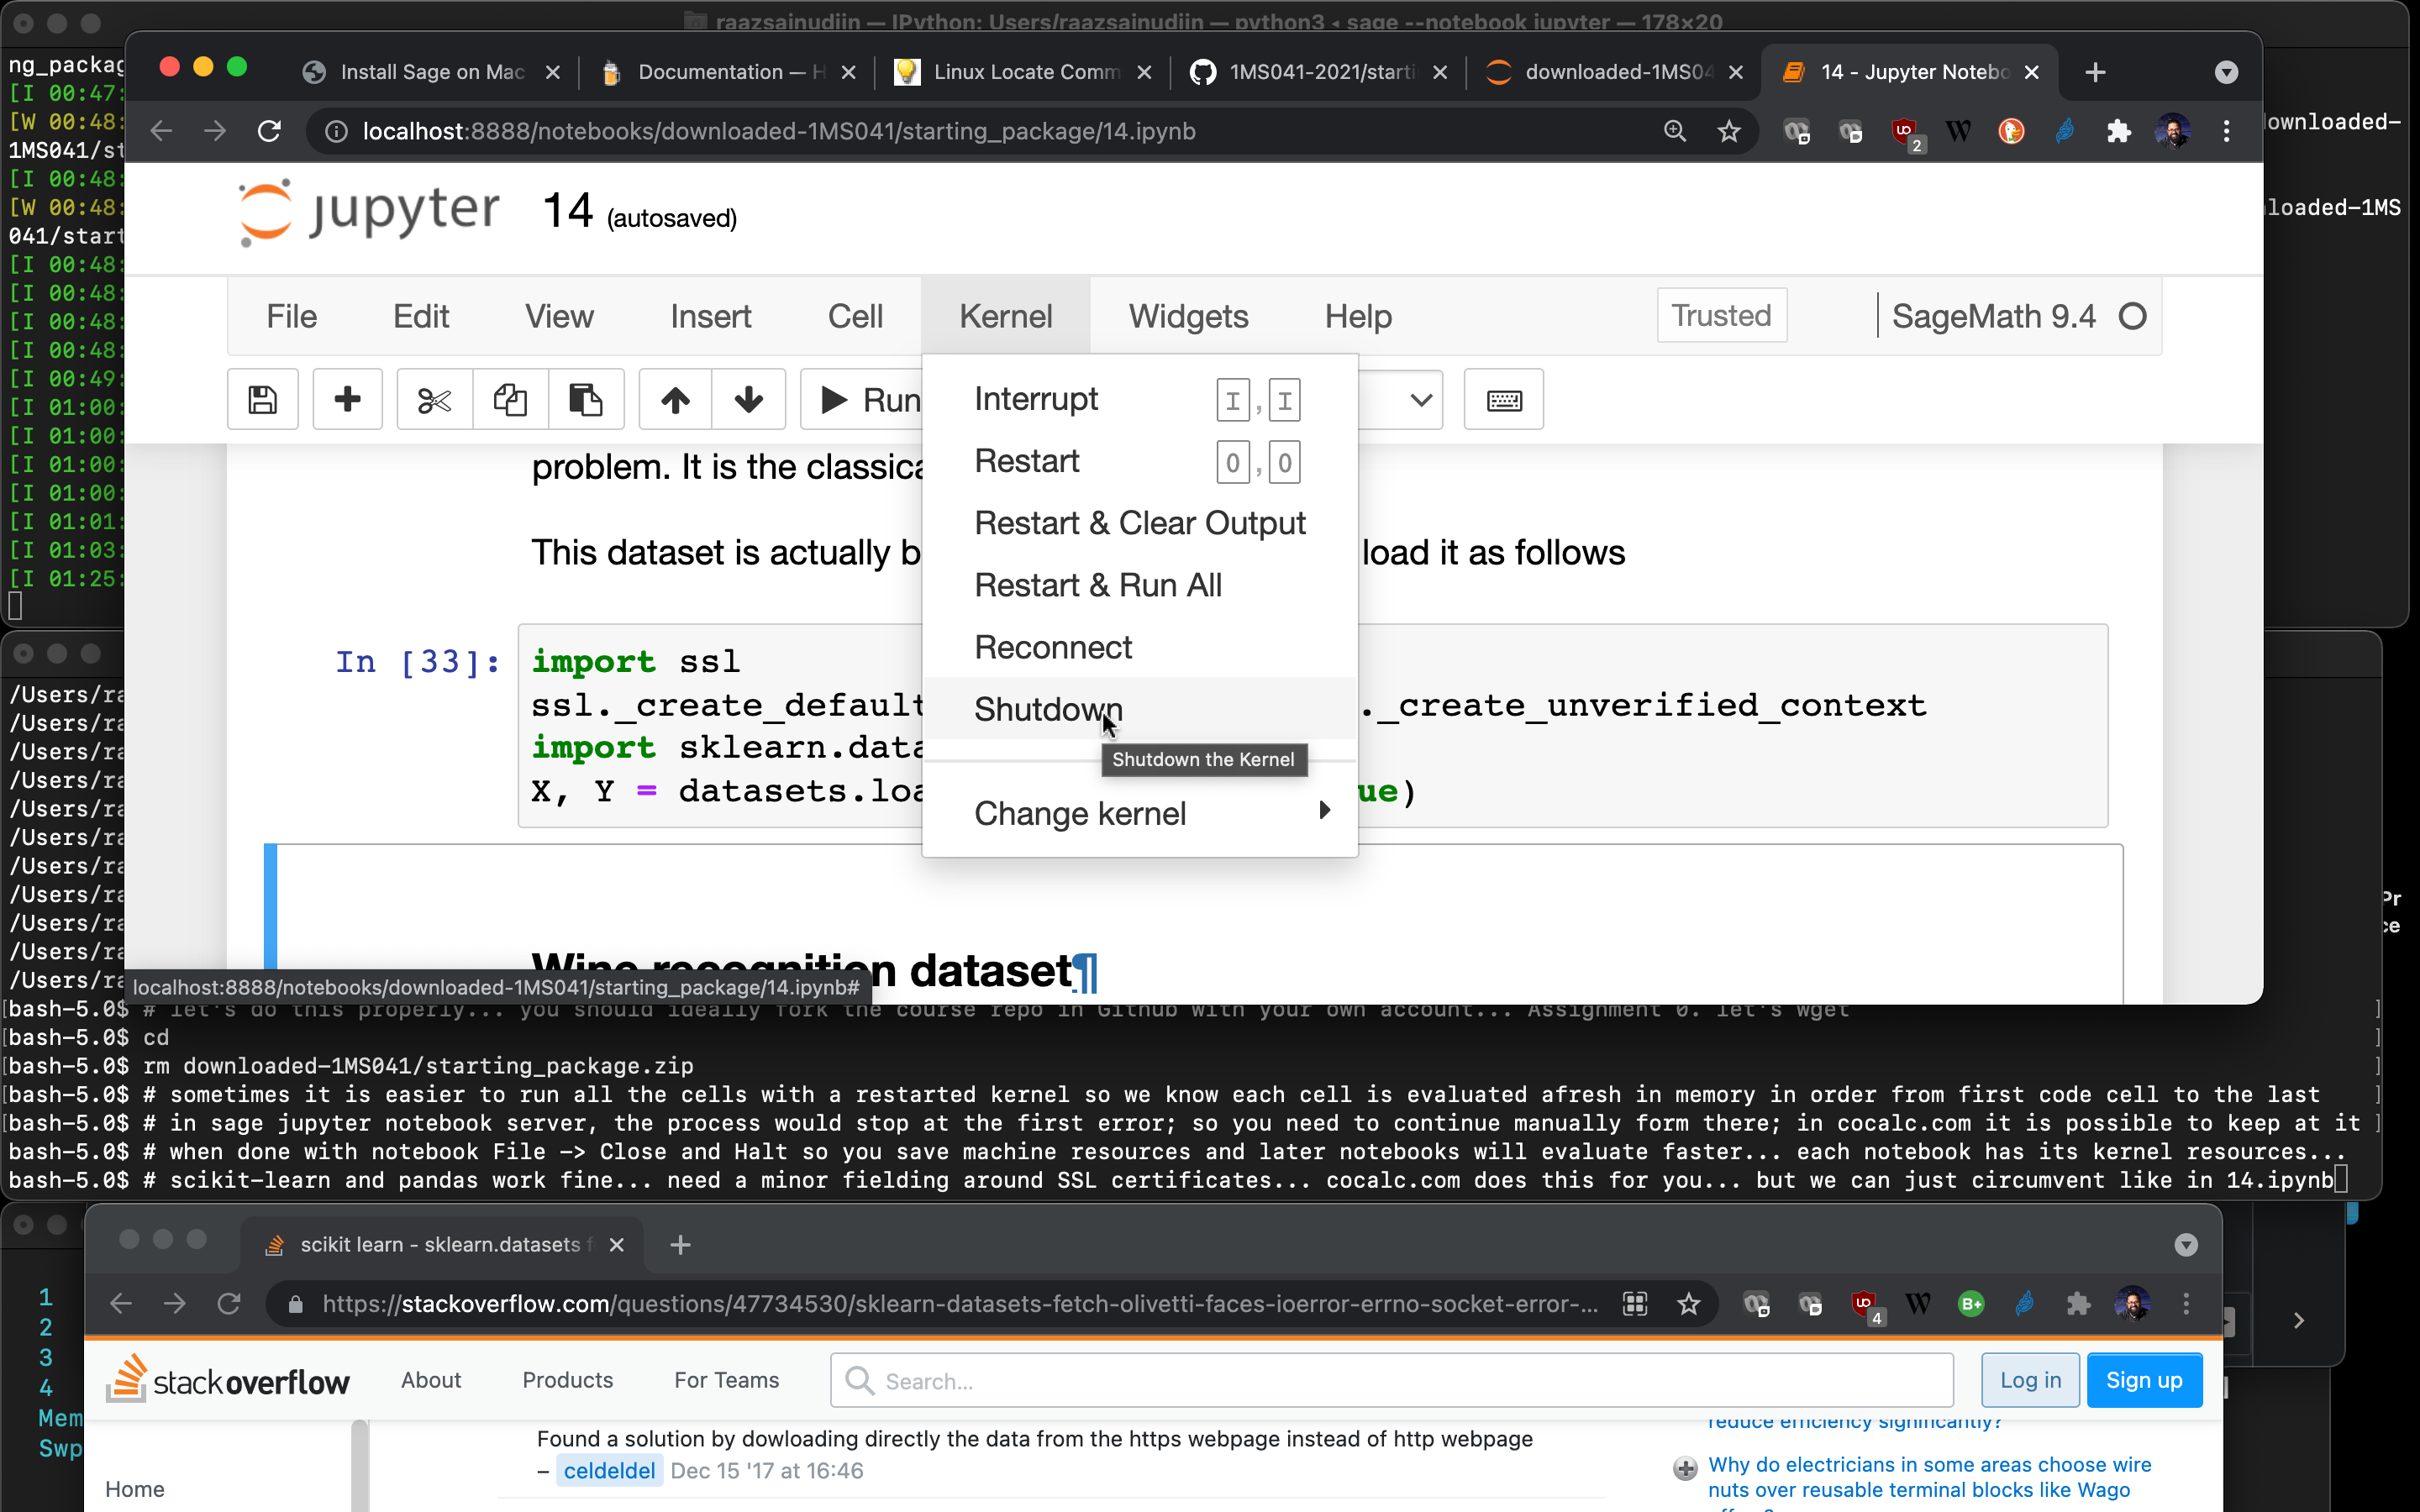 raazsainudiin — IPython: Users/raazsainudiin — python3 ◂ sage --notebook jupyter — 178×20
ng_packag
[I 00:47:
[W 00:48: ownloaded-
1MS041/st
[I 00:48:
[W 00:48: loaded-1MS
041/start
[I 00:48:
[I 00:48:
[I 00:48:
[I 00:48:
[I 00:49:
[I 01:00:
[I 01:00:
[I 01:00:
[I 01:00:
[I 01:01:
[I 01:03:
[I 01:25:
Install Sage on Mac
Documentation — H
Linux Locate Comm
1MS041-2021/starti
downloaded-1MS04
14 - Jupyter Notebo
localhost:8888/notebooks/downloaded-1MS041/starting_package/14.ipynb
2
jupyter 14 (autosaved)
File Edit View Insert Cell Kernel Widgets Help Trusted SageMath 9.4
Run
Interrupt I , I
Restart 0 , 0
Restart & Clear Output
Restart & Run All
Reconnect
Shutdown
Shutdown the Kernel
Change kernel
problem. It is the classica
This dataset is actually b load it as follows
In [33]: import ssl
ssl._create_default ._create_unverified_context
import sklearn.data
X, Y = datasets.loa ue)
Wine recognition dataset¶
localhost:8888/notebooks/downloaded-1MS041/starting_package/14.ipynb#
/Users/ra
/Users/ra
/Users/ra
/Users/ra
/Users/ra
/Users/ra
/Users/ra
/Users/ra
/Users/ra
/Users/ra
/Users/ra
Pr
ce
[bash-5.0$ # let's do this properly... you should ideally fork the course repo in Github with your own account... Assignment 0. let's wget ]
[bash-5.0$ cd ]
[bash-5.0$ rm downloaded-1MS041/starting_package.zip ]
[bash-5.0$ # sometimes it is easier to run all the cells with a restarted kernel so we know each cell is evaluated afresh in memory in order from first code cell to the last ]
[bash-5.0$ # in sage jupyter notebook server, the process would stop at the first error; so you need to continue manually form there; in cocalc.com it is possible to keep at it ]
bash-5.0$ # when done with notebook File -> Close and Halt so you save machine resources and later notebooks will evaluate faster... each notebook has its kernel resources...
bash-5.0$ # scikit-learn and pandas work fine... need a minor fielding around SSL certificates... cocalc.com does this for you... but we can just circumvent like in 14.ipynb
1
2
3
4
Mem
Swp
scikit learn - sklearn.datasets f
https://stackoverflow.com/questions/47734530/sklearn-datasets-fetch-olivetti-faces-ioerror-errno-socket-error-...
B+
4
stackoverflow About Products For Teams Search... Log in Sign up
Found a solution by dowloading directly the data from the https webpage instead of http webpage
– celdeldel Dec 15 '17 at 16:46
Home
reduce efficiency significantly?
Why do electricians in some areas choose wire
nuts over reusable terminal blocks like Wago